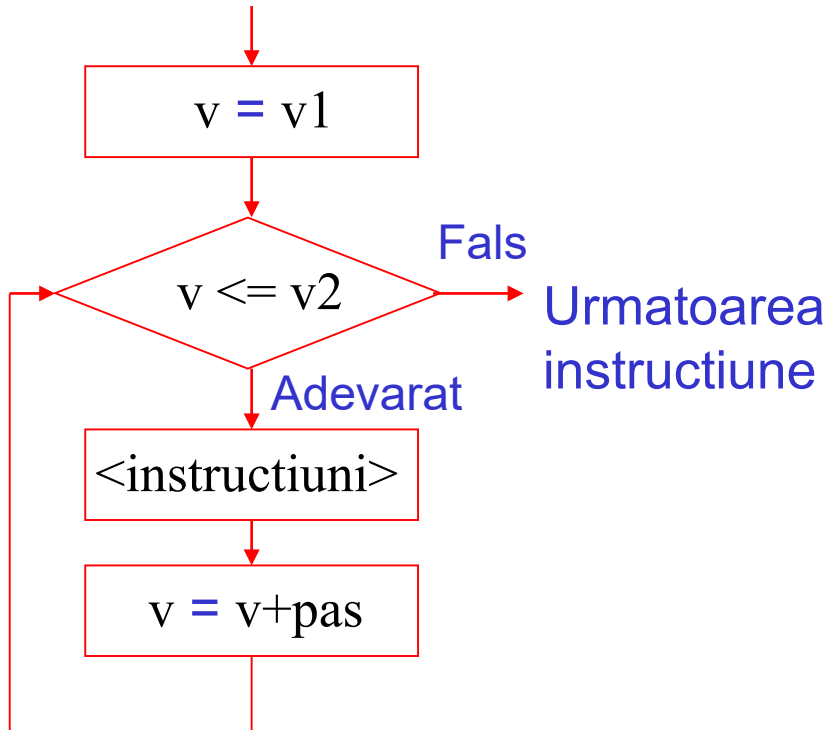 v = v1
Fals
v <= v2
Urmatoarea
instructiune
Adevarat
<instructiuni>
v = v+pas